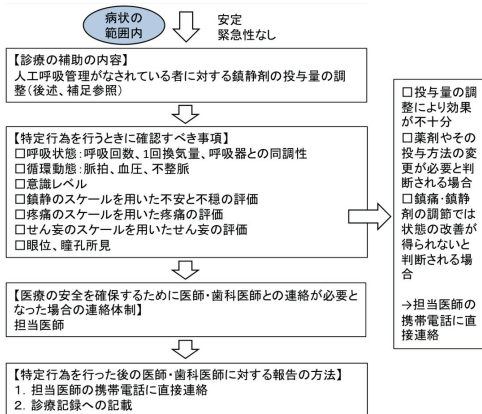 病状の
範囲内
安定
緊急性なし
【診療の補助の内容】
人工呼吸管理がなされている者に対する鎮静剤の投与量の調
整(後述、補足参照)
【特定行為を行うときに確認すべき事項】
□呼吸状態:呼吸回数、1回換気量、呼吸器との同調性
□循環動態:脈拍、血圧、不整脈
□意識レベル
□鎮静のスケールを用いた不安と不穏の評価
□疼痛のスケールを用いた疼痛の評価
□せん妄のスケールを用いたせん妄の評価
□眼位、瞳孔所見
□投与量の調
整により効果
が不十分
□薬剤やその
投与方法の変
更が必要と判
断される場合
□鎮痛・鎮静
剤の調節では
状態の改善が
得られないと
判断される場
合
→担当医師の
携帯電話に直
接連絡
【医療の安全を確保するために医師・歯科医師との連絡が必要と
なった場合の連絡体制】
担当医師
【特定行為を行った後の医師・歯科医師に対する報告の方法】
1. 担当医師の携帯電話に直接連絡
2. 診療記録への記載